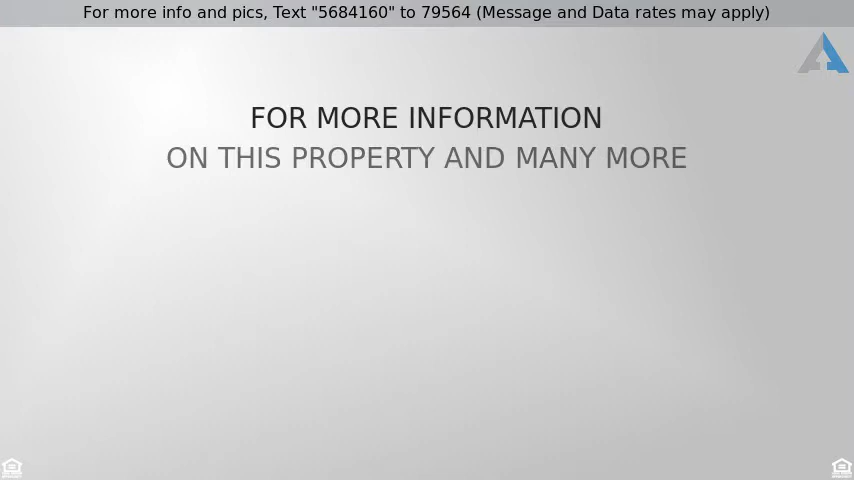 For more info and pics, Text "5684160" to 79564 (Message and Data rates may apply)
FOR MORE INFORMATION
ON THIS PROPERTY AND MANY MORE